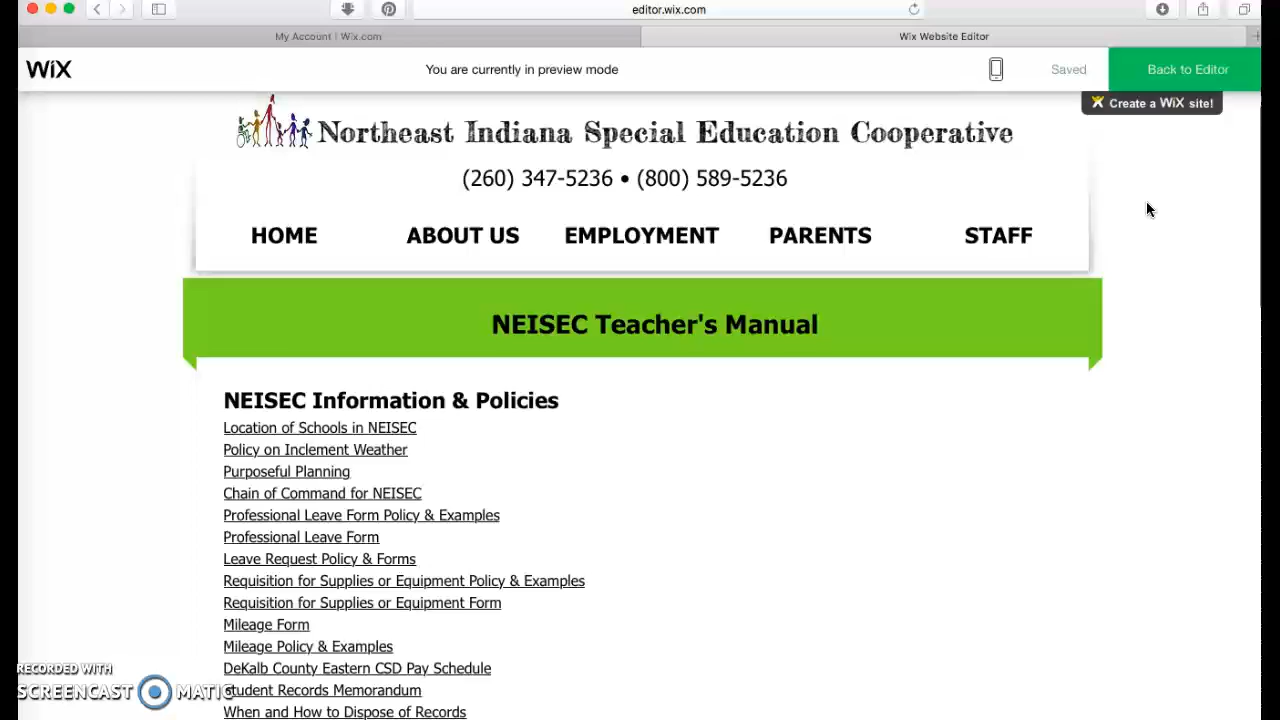 editor.wix.com
My Account | Wix.com
Wix Website Editor
WiX
You are currently in preview mode
Saved
Back to Editor
Create a WiX site!
Northeast Indiana Special Education Cooperative
(260) 347-5236 • (800) 589-5236
HOME ABOUT US EMPLOYMENT PARENTS STAFF
NEISEC Teacher's Manual
NEISEC Information & Policies
Location of Schools in NEISEC
Policy on Inclement Weather
Purposeful Planning
Chain of Command for NEISEC
Professional Leave Form Policy & Examples
Professional Leave Form
Leave Request Policy & Forms
Requisition for Supplies or Equipment Policy & Examples
Requisition for Supplies or Equipment Form
Mileage Form
Mileage Policy & Examples
DeKalb County Eastern CSD Pay Schedule
Student Records Memorandum
When and How to Dispose of Records
RECORDED WITH
SCREENCAST MATIC